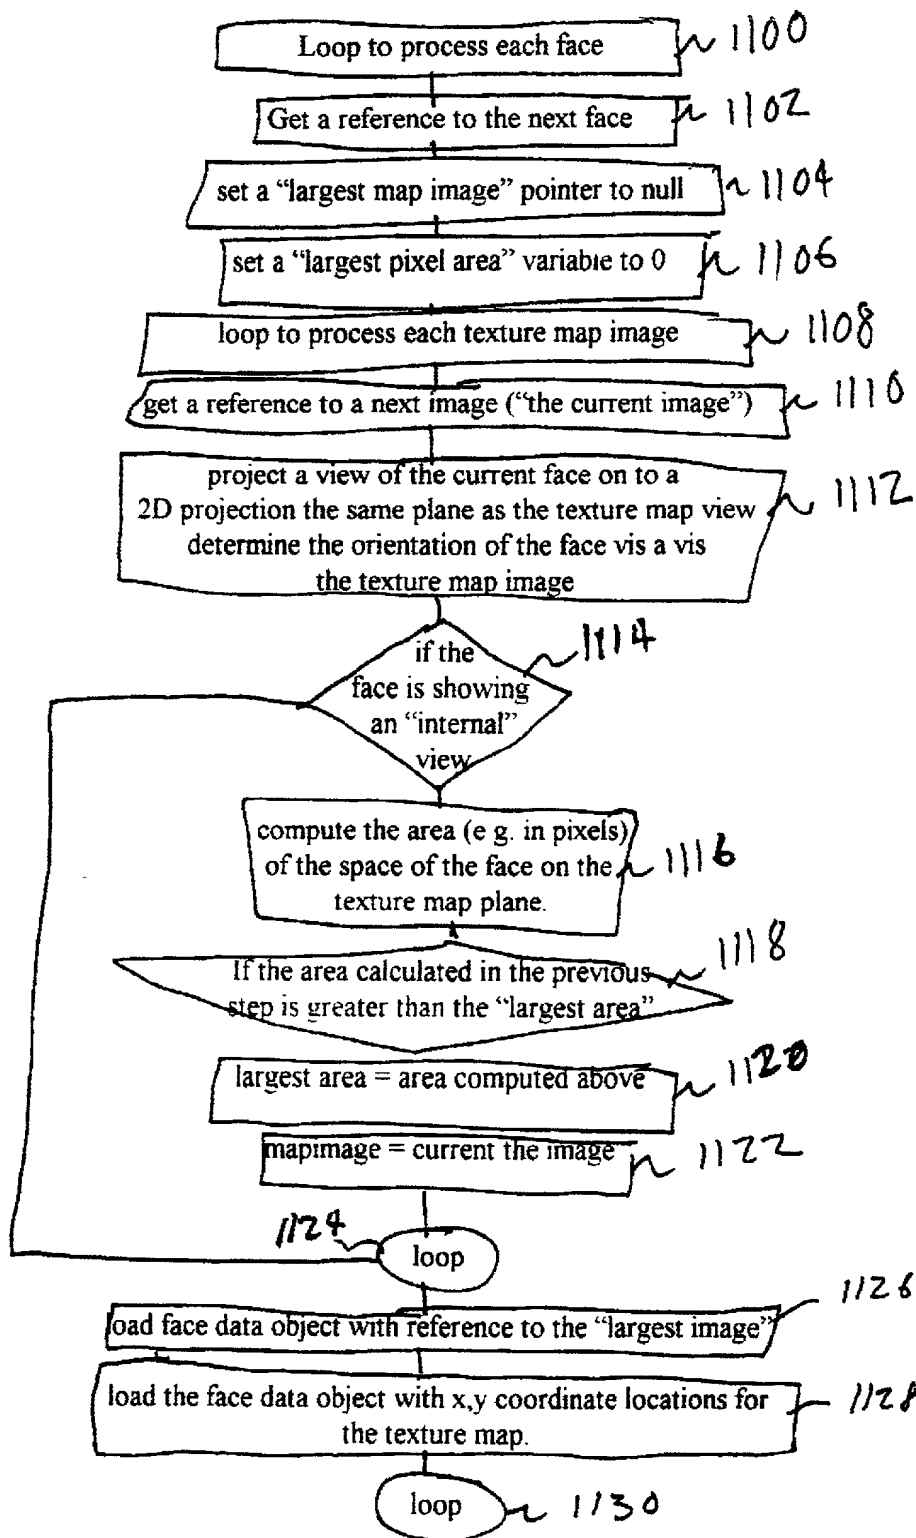 Loop to process each face 1100
Get a reference to the next face 1102
set a “largest map image” pointer to null 1104
set a “largest pixel area” variable to 0 1106
loop to process each texture map image 1108
get a reference to a next image (“the current image”) 1110
project a view of the current face on to a
2D projection the same plane as the texture map view 1112
determine the orientation of the face vis a vis
the texture map image
1114
if the
face is showing
an “internal”
view
compute the area (e g. in pixels)
of the space of the face on the 1116
texture map plane.
1118
If the area calculated in the previous
step is greater than the “largest area”
largest area = area computed above 1120
mapimage = current the image 1122
1124
loop
1126
oad face data object with reference to the “largest image”
load the face data object with x,y coordinate locations for 1128
the texture map.
loop 1130